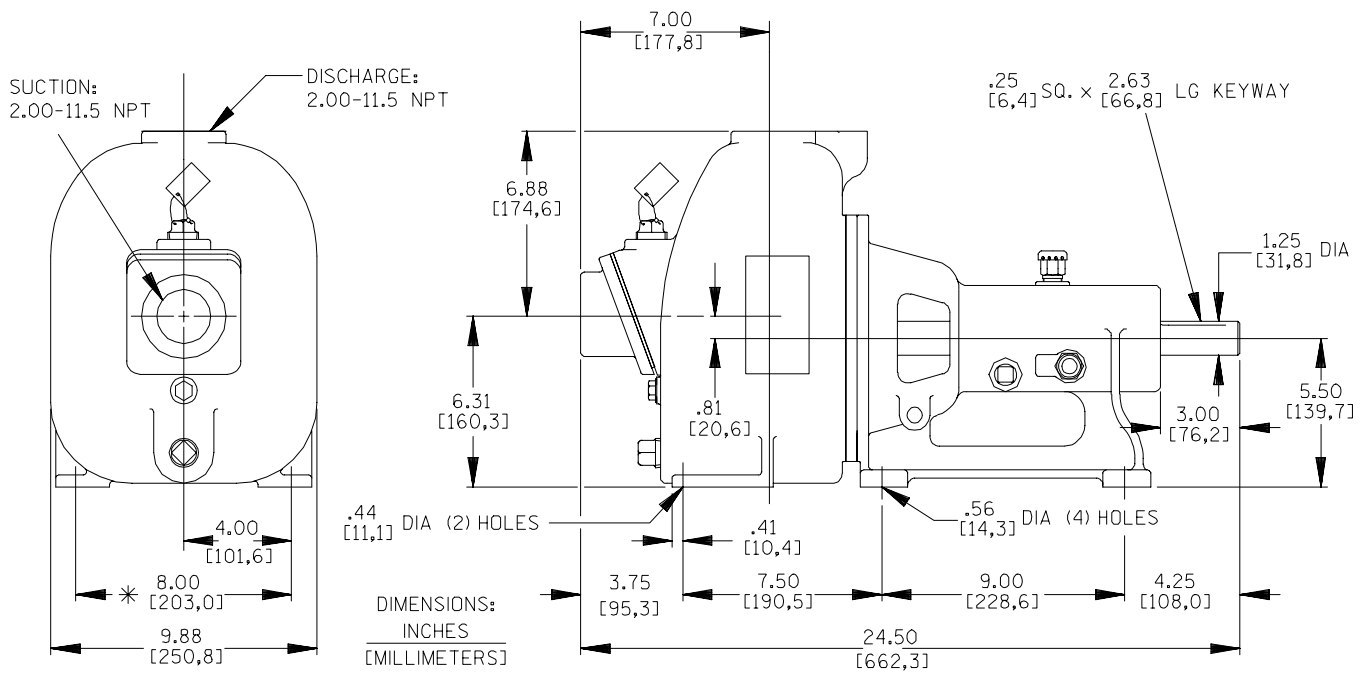 SUCTION:
2.00-11.5 NPT
DISCHARGE:
2.00-11.5 NPT
7.00
[177,8]
.25
[6,4] SQ. × 2.63
[66,8] LG KEYWAY
6.88
[174,6]
1.25
[31,8] DIA
6.31
[160,3]
.81
[20,6]
3.00
[76,2]
5.50
[139,7]
.44
[11,1] DIA (2) HOLES
.41
[10,4]
.56
[14,3] DIA (4) HOLES
4.00
[101,6]
* 8.00
[203,0]
9.88
[250,8]
DIMENSIONS:
INCHES
[MILLIMETERS]
3.75
[95,3]
7.50
[190,5]
9.00
[228,6]
4.25
[108,0]
24.50
[662,3]